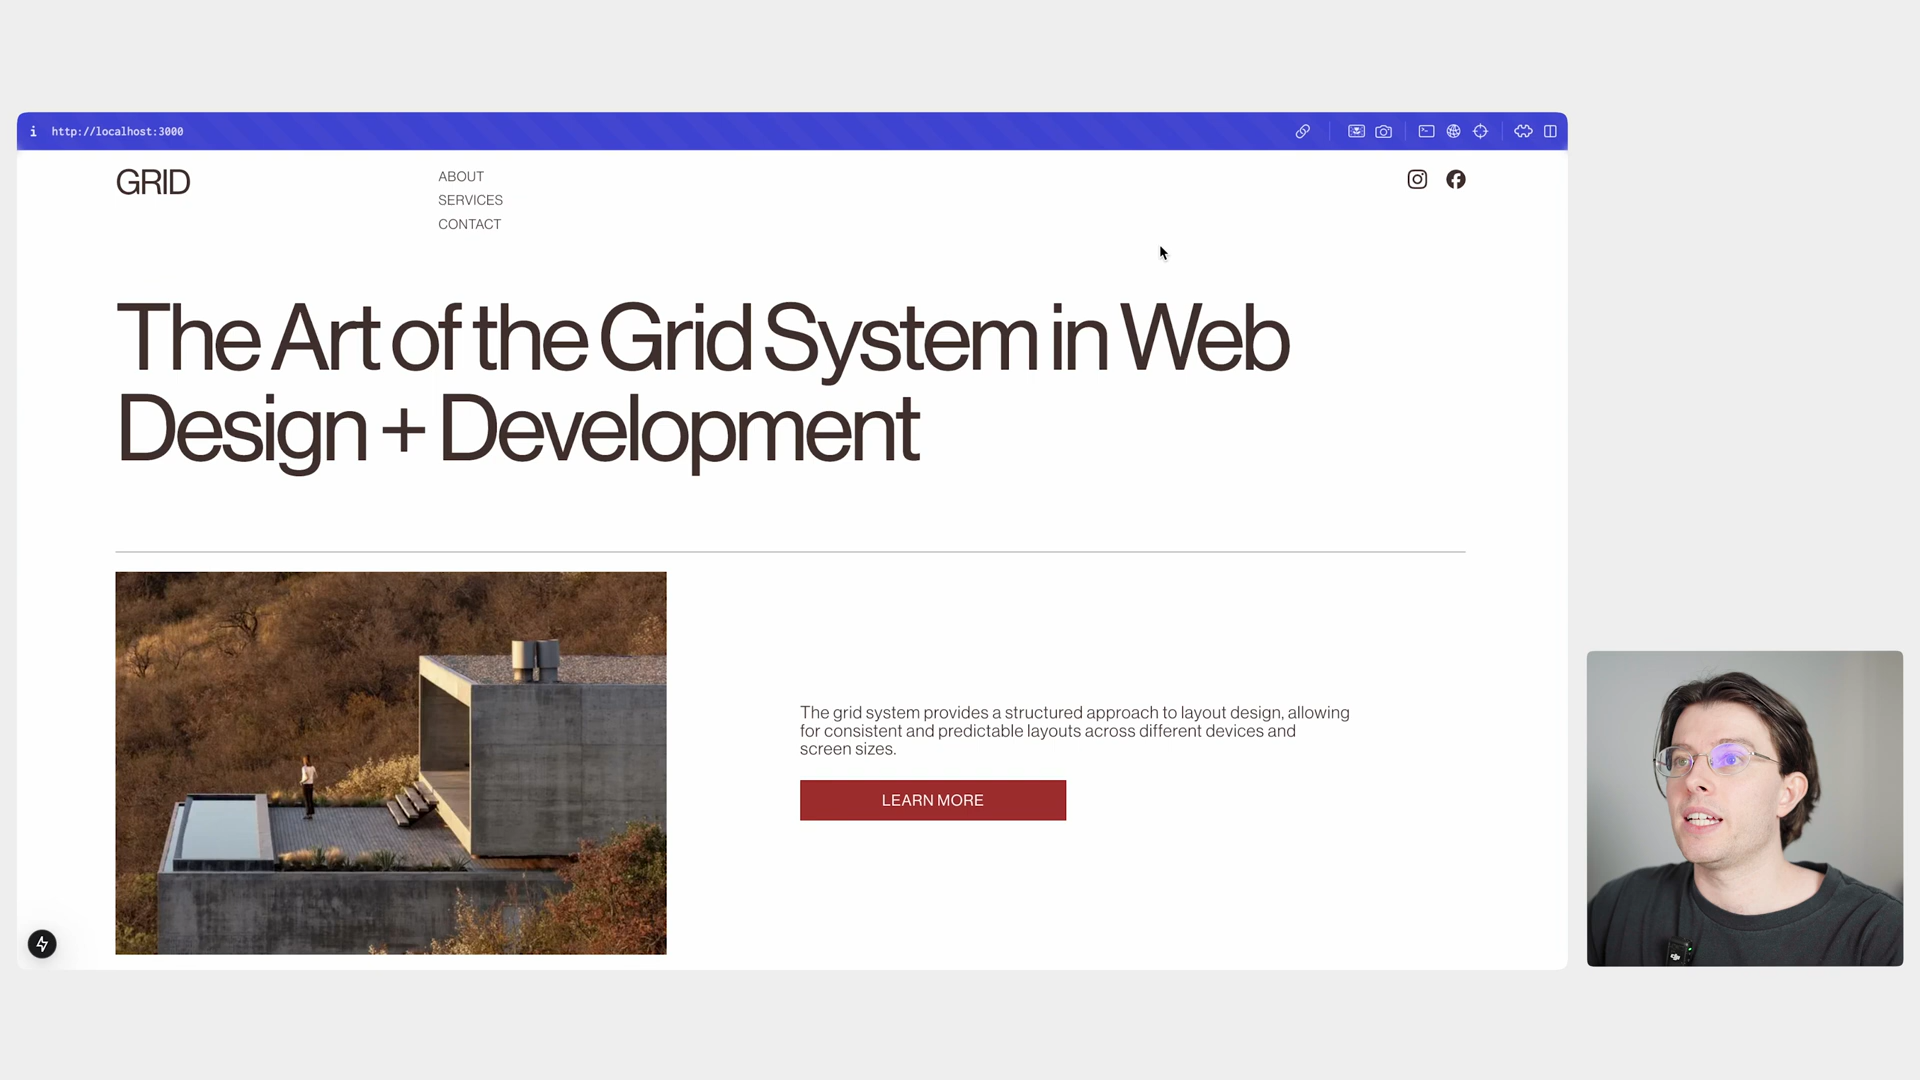 http://localhost:3000
GRID
ABOUT
SERVICES
CONTACT
The Art of the Grid System in Web
Design + Development
The grid system provides a structured approach to layout design, allowing
for consistent and predictable layouts across different devices and
screen sizes.
LEARN MORE